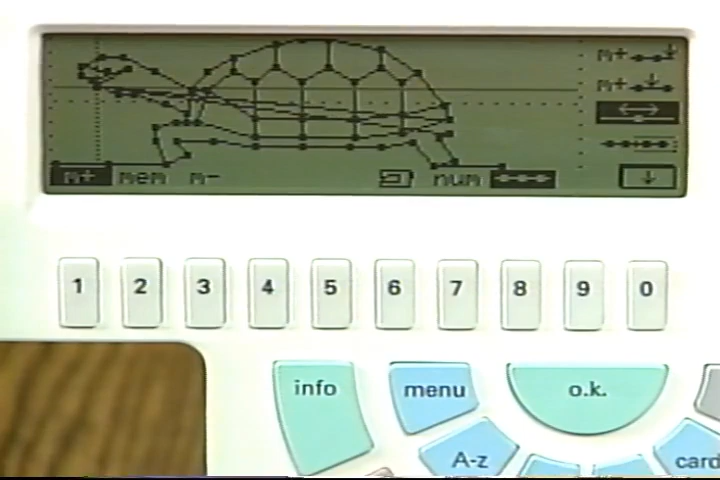 m+
m+
m+ mem m-
num
1 2 3 4 5 6 7 8 9 0
info menu o.k.
A-z card